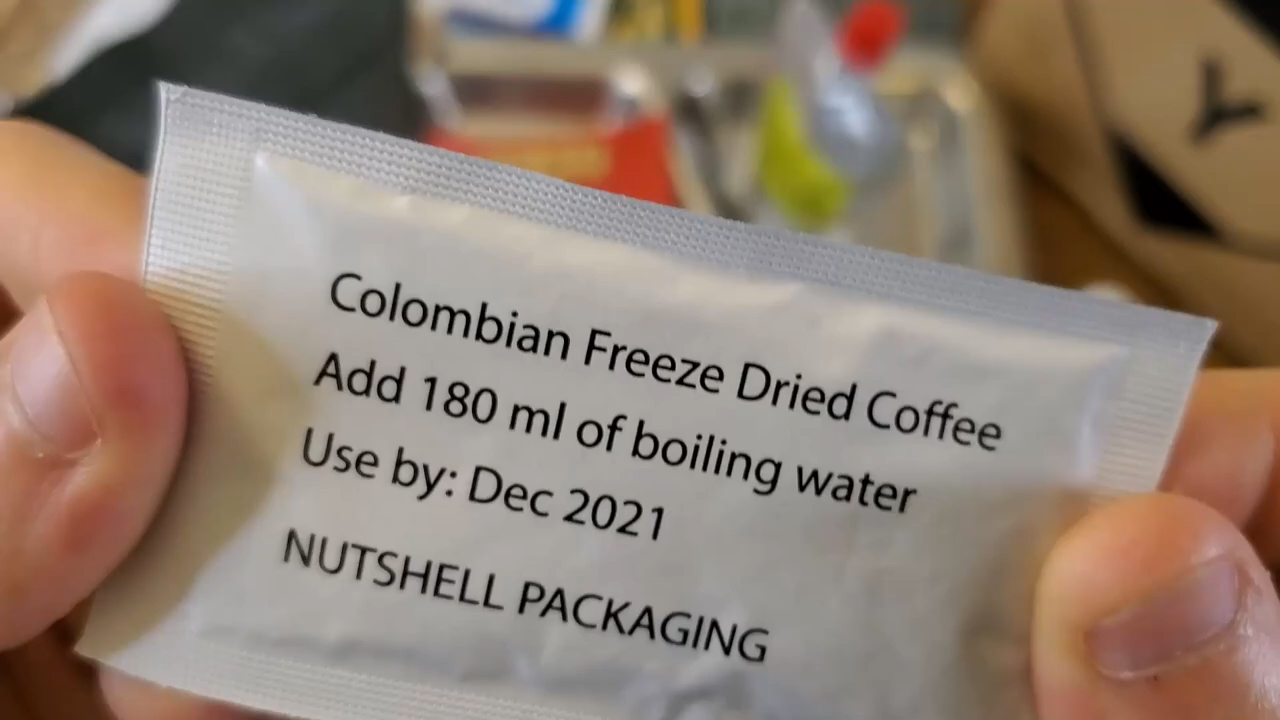 Colombian Freeze Dried Coffee
Add 180 ml of boiling water
Use by: Dec 2021
NUTSHELL PACKAGING